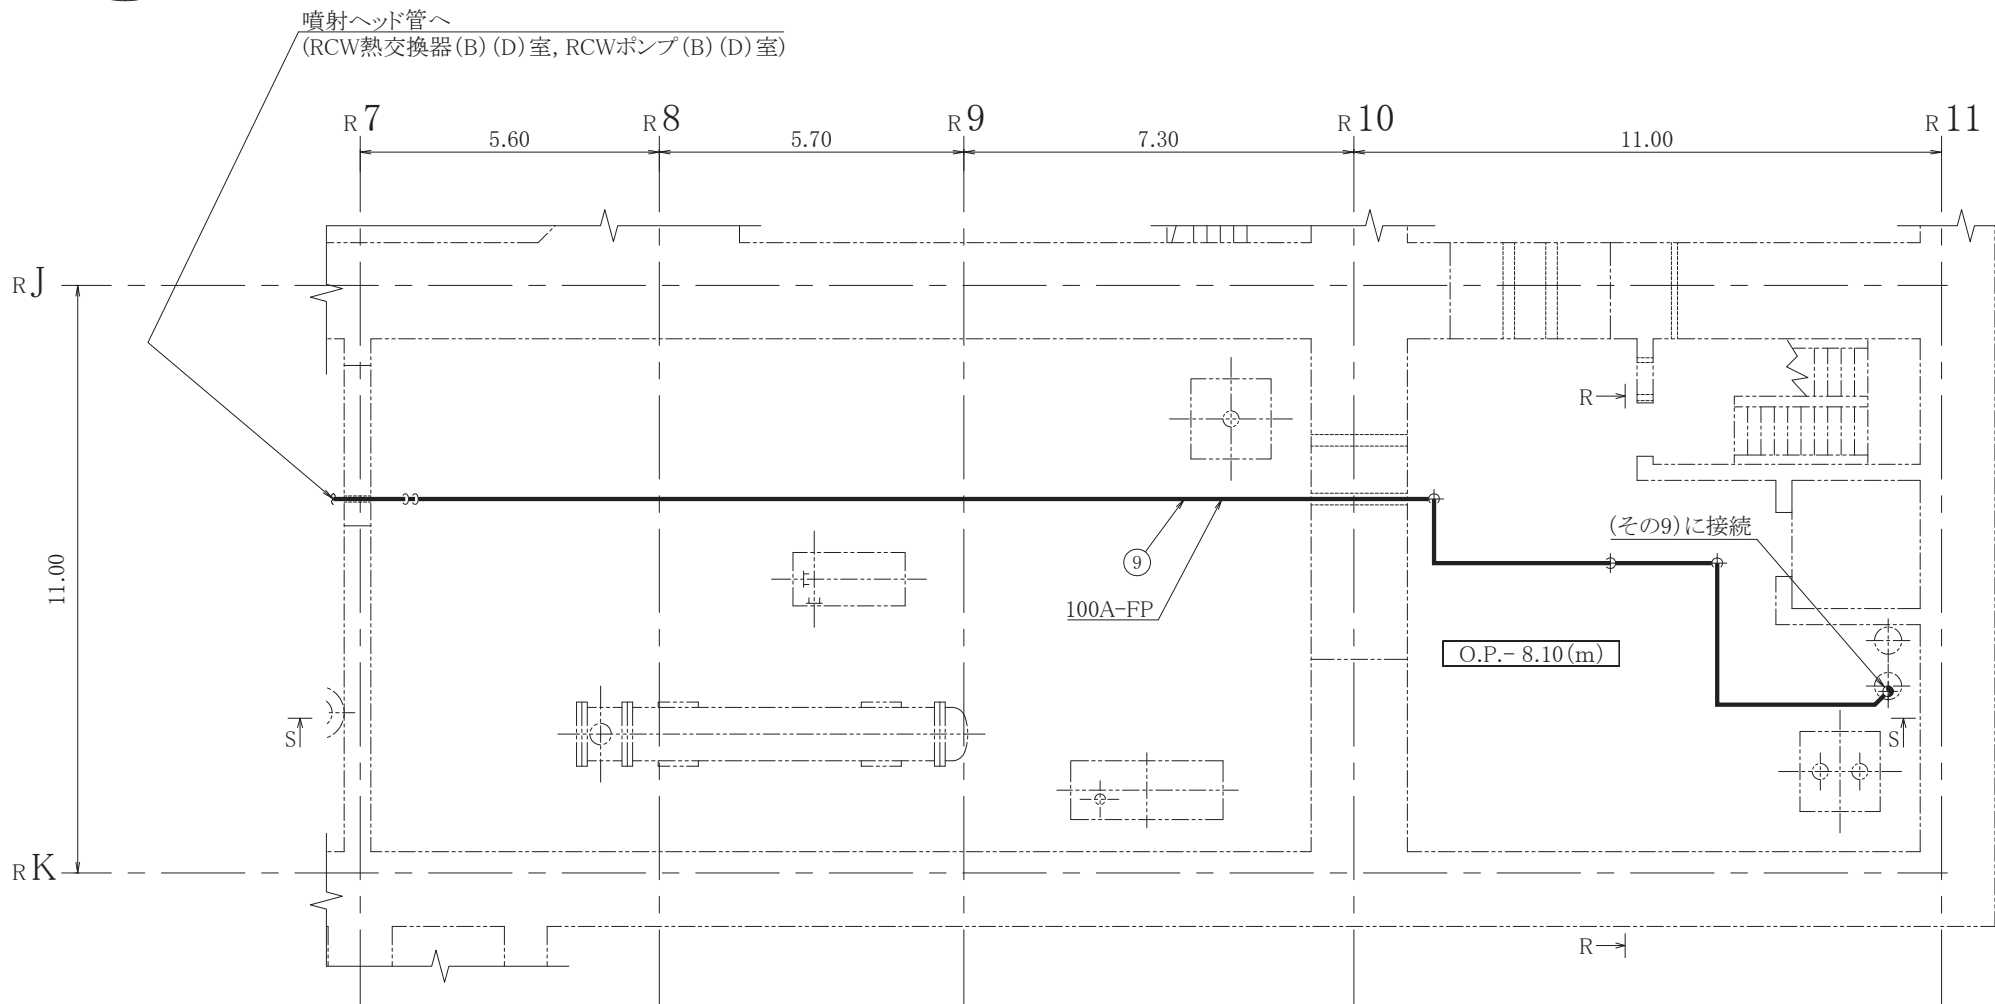 噴射ヘッド管へ
(RCW熱交換器(B)(D)室, RCWポンプ(B)(D)室)
R7
R8
R9
R10
R11
5.60
5.70
7.30
11.00
RJ
R
(その9)に接続
9
11.00
100A-FP
O.P.- 8.10(m)
S
S
RK
R